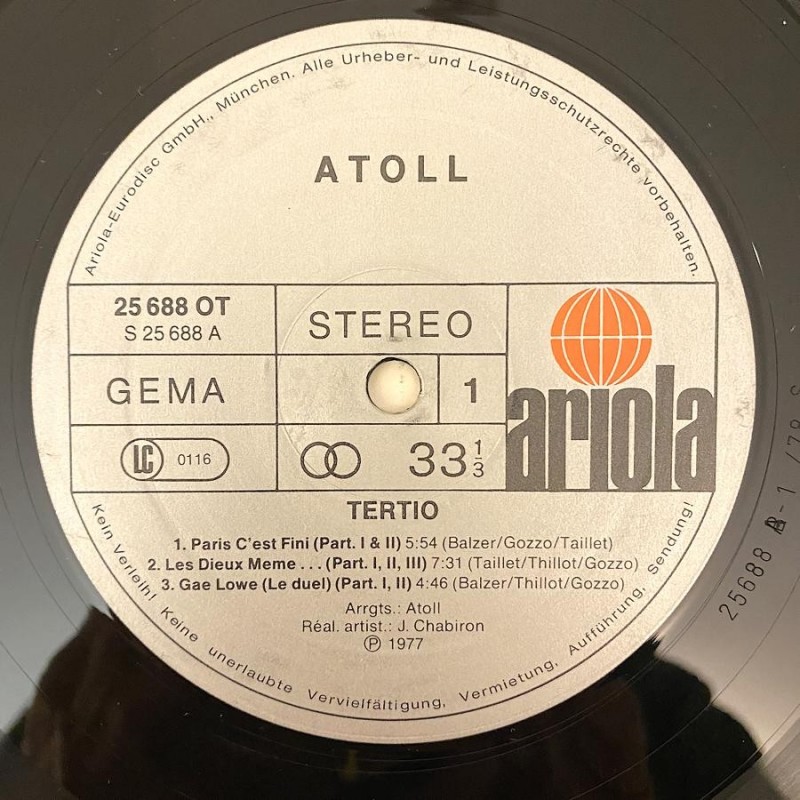 Ariola-Eurodisc GmbH., München. Alle Urheber- und Leistungsschutzrechte vorbehalten.
ATOLL
25 688 OT
S 25 688 A
STEREO
GEMA
1
ariola
LC 0116
33 1/3
TERTIO
1. Paris C'est Fini (Part. I & II) 5:54 (Balzer/Gozzo/Taillet)
2. Les Dieux Meme . . . (Part. I, II, III) 7:31 (Taillet/Thillot/Gozzo)
3. Gae Lowe (Le duel) (Part. I, II) 4:46 (Balzer/Thillot/Gozzo)
Arrgts.: Atoll
Réal. artist.: J. Chabiron
Ⓟ 1977
Kein Verleih! Keine unerlaubte Vervielfältigung, Vermietung, Aufführung, Sendung!
25688